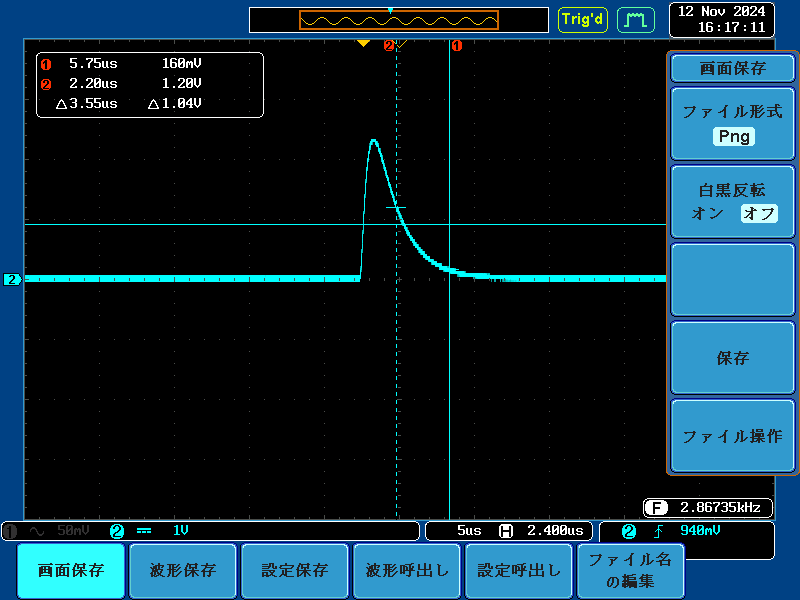 Trig'd
12 Nov 2024
16:17:11
2
1
1 5.75us 160mV
2 2.20us 1.20V
△3.55us △1.04V
2
画面保存
ファイル形式
Png
白黒反転
オン オフ
保存
ファイル操作
F 2.86735kHz
1 50mV 2 1V
5us H 2.400us
2 940mV
画面保存
波形保存
設定保存
波形呼出し
設定呼出し
ファイル名
の編集